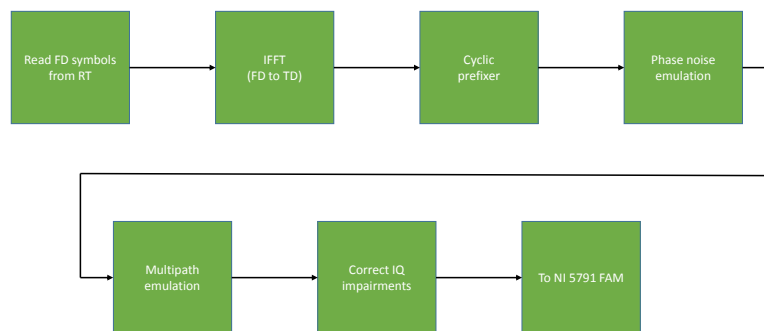 Read FD symbols
from RT
IFFT
(FD to TD)
Cyclic
prefixer
Phase noise
emulation
Multipath
emulation
Correct IQ
impairments
To NI 5791 FAM